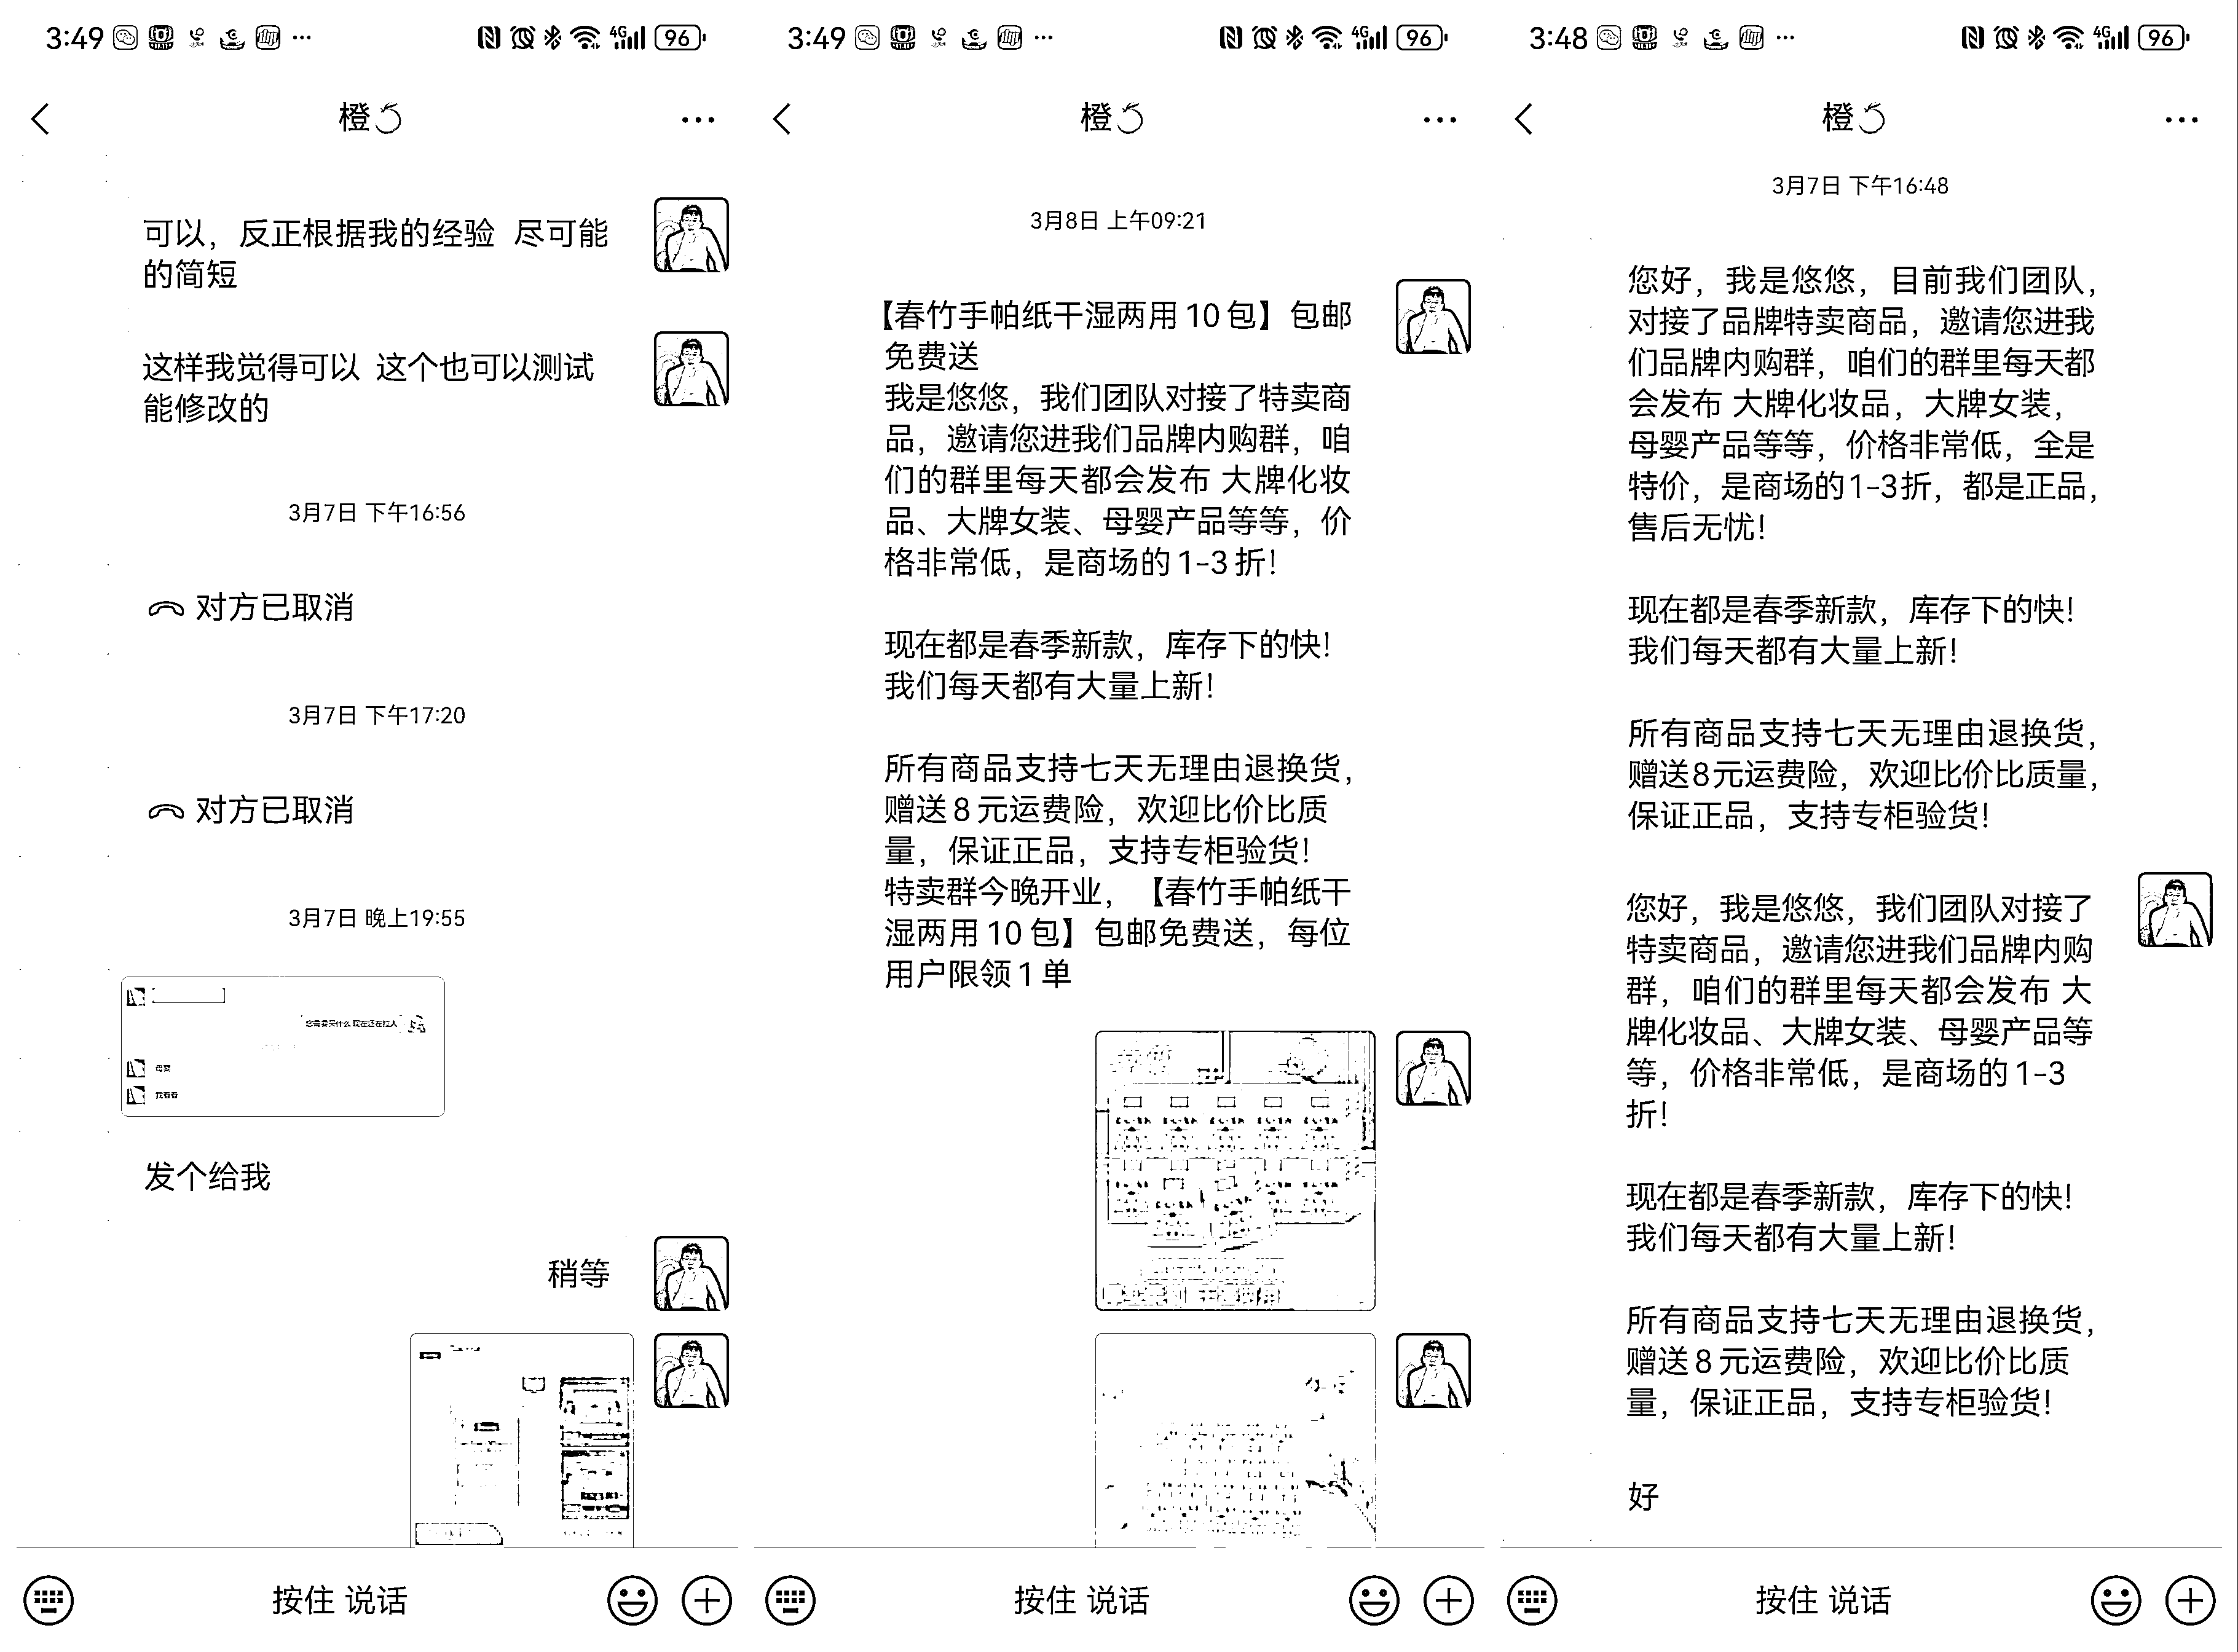 3:49
4G
96
橙
可以，反正根据我的经验 尽可能
的简短
这样我觉得可以 这个也可以测试
能修改的
3月7日 下午16:56
对方已取消
3月7日 下午17:20
对方已取消
3月7日 晚上19:55
发个给我
稍等
按住 说话
3:49
4G
96
橙
3月8日 上午09:21
【春竹手帕纸干湿两用 10 包】包邮
免费送
我是悠悠，我们团队对接了特卖商
品，邀请您进我们品牌内购群，咱
们的群里每天都会发布 大牌化妆
品、大牌女装、母婴产品等等，价
格非常低，是商场的 1-3 折！
现在都是春季新款，库存下的快！
我们每天都有大量上新！
所有商品支持七天无理由退换货，
赠送 8 元运费险，欢迎比价比质
量，保证正品，支持专柜验货！
特卖群今晚开业，【春竹手帕纸干
湿两用 10 包】包邮免费送，每位
用户限领 1 单
按住 说话
3:48
4G
96
橙
3月7日 下午16:48
您好，我是悠悠，目前我们团队，
对接了品牌特卖商品，邀请您进我
们品牌内购群，咱们的群里每天都
会发布 大牌化妆品，大牌女装，
母婴产品等等，价格非常低，全是
特价，是商场的1-3折，都是正品，
售后无忧！
现在都是春季新款，库存下的快！
我们每天都有大量上新！
所有商品支持七天无理由退换货，
赠送8元运费险，欢迎比价比质量，
保证正品，支持专柜验货！
您好，我是悠悠，我们团队对接了
特卖商品，邀请您进我们品牌内购
群，咱们的群里每天都会发布 大
牌化妆品、大牌女装、母婴产品等
等，价格非常低，是商场的 1-3
折！
现在都是春季新款，库存下的快！
我们每天都有大量上新！
所有商品支持七天无理由退换货，
赠送 8 元运费险，欢迎比价比质
量，保证正品，支持专柜验货！
好
按住 说话